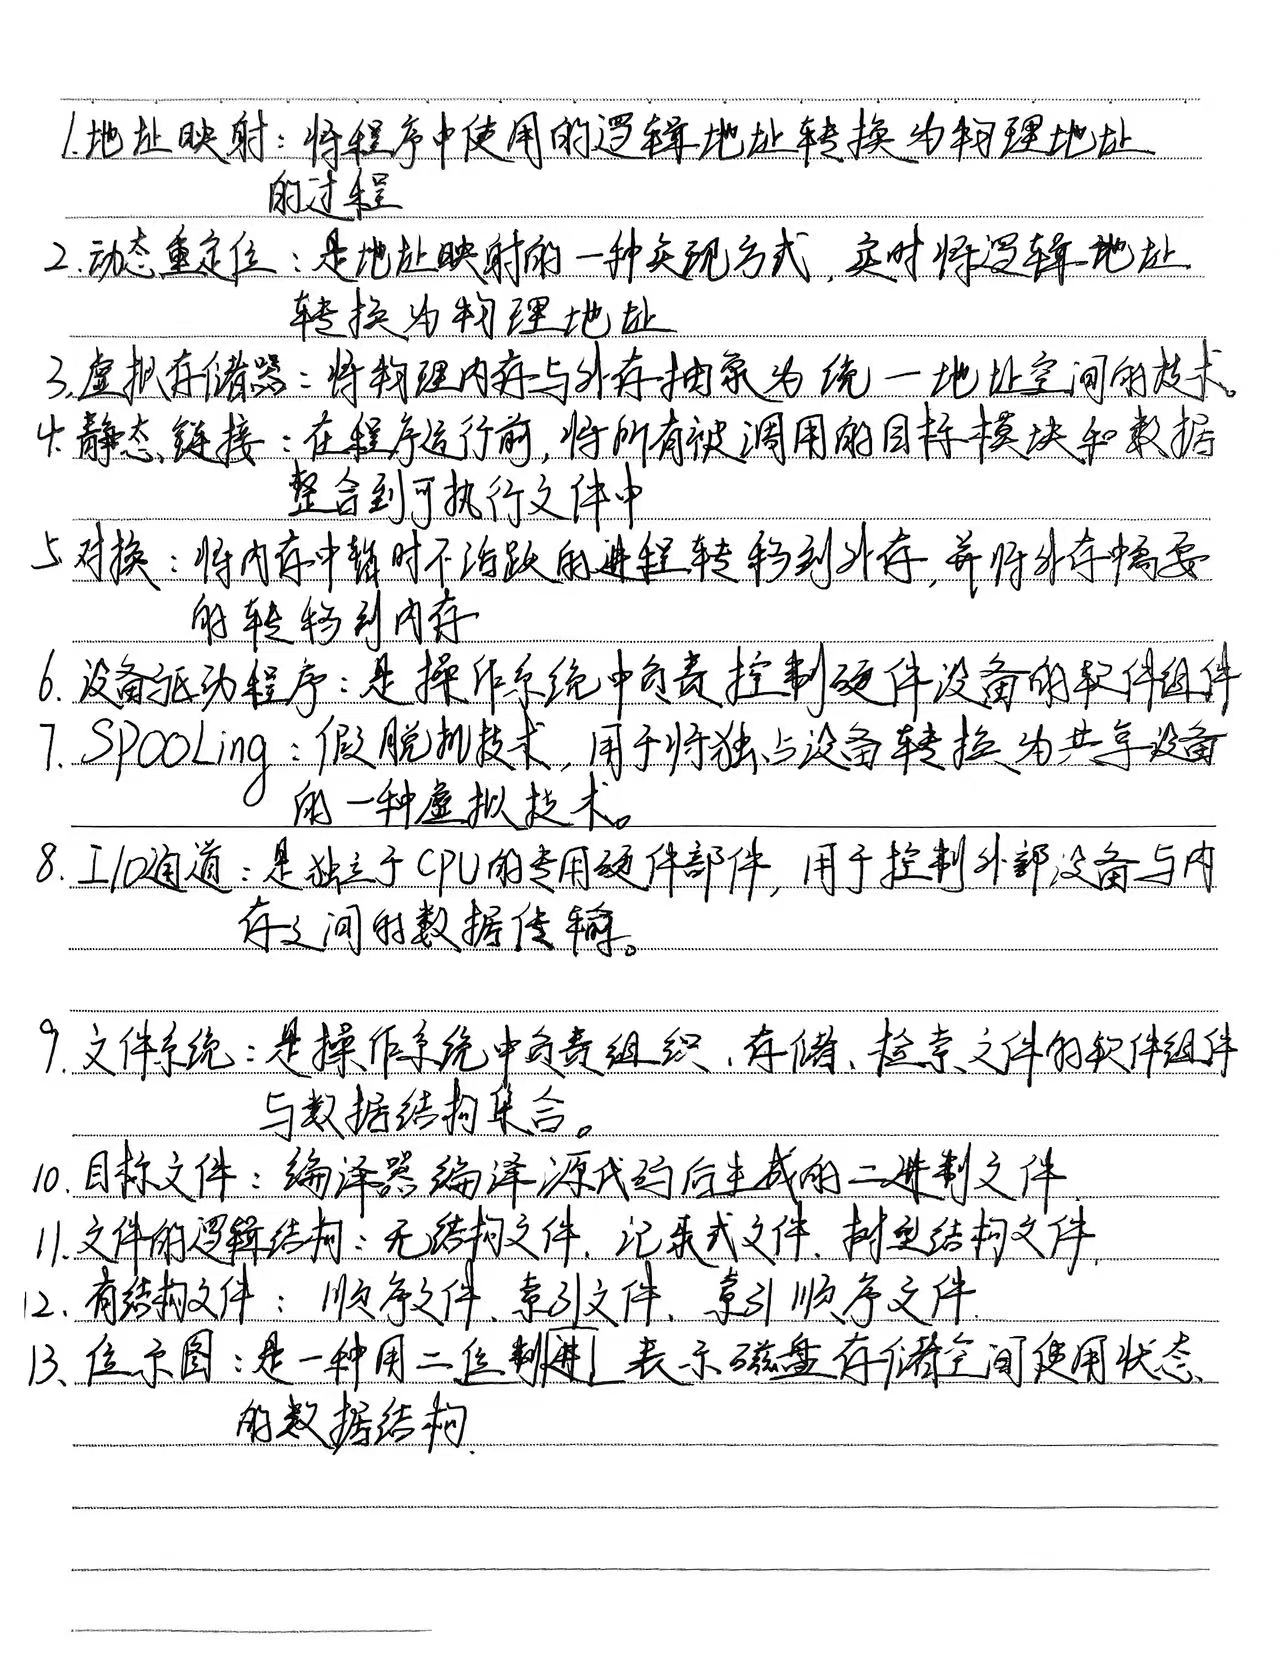 1.地址映射：将程序中使用的逻辑地址转换为物理地址
的过程
2.动态重定位：是地址映射的一种实现方式，实时将逻辑地址
转换为物理地址
3.虚拟存储器：将物理内存与外存抽象为统一地址空间的技术。
4.静态链接：在程序运行前，将所有被调用的目标模块和数据
整合到可执行文件中
5.对换：将内存中暂时不活跃的进程转移到外存，并将外存中需要
的转移到内存
6.设备驱动程序：是操作系统中负责控制硬件设备的软件组件
7.SPOOLing：假脱机技术，用于将独占设备转换为共享设备
的一种虚拟技术。
8.I/O通道：是独立于CPU的专用硬件部件，用于控制外部设备与内
存之间的数据传输。
9.文件系统：是操作系统中负责组织、存储、检索文件的软件组件
与数据结构集合。
10.目标文件：编译器编译源代码后生成的二进制文件.
11.文件的逻辑结构：无结构文件、记录式文件、树型结构文件.
12.有结构文件：顺序文件、索引文件、索引顺序文件.
13、位示图：是一种用二位制进 表示磁盘存储空间使用状态
的数据结构.